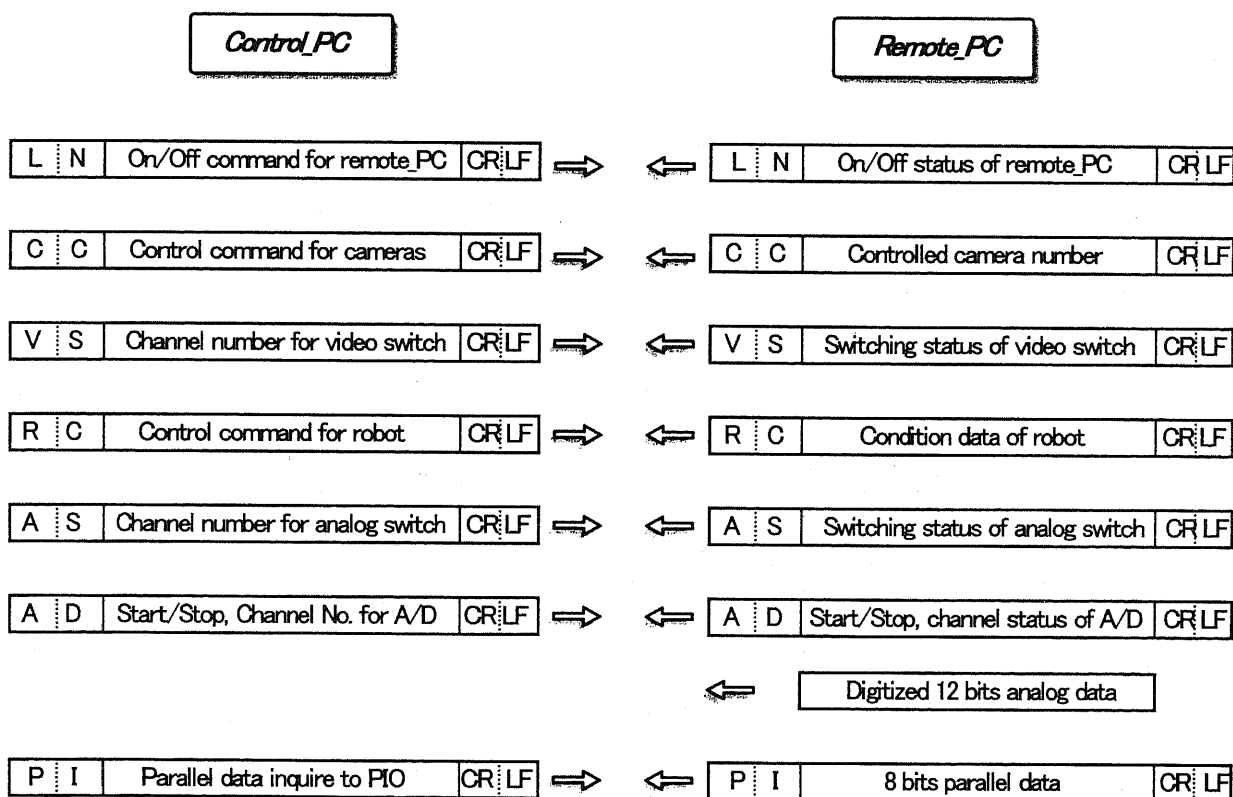 Control_PC Remote_PC
L N On/Off command for remote_PC CR LF L N On/Off status of remote_PC CR LF
C C Control command for cameras CR LF C C Controlled camera number CR LF
V S Channel number for video switch CR LF V S Switching status of video switch CR LF
R C Control command for robot CR LF R C Condition data of robot CR LF
A S Channel number for analog switch CR LF A S Switching status of analog switch CR LF
A D Start/Stop, Channel No. for A/D CR LF A D Start/Stop, channel status of A/D CR LF
Digitized 12 bits analog data
P I Parallel data inquire to PIO CR LF P I 8 bits parallel data CR LF